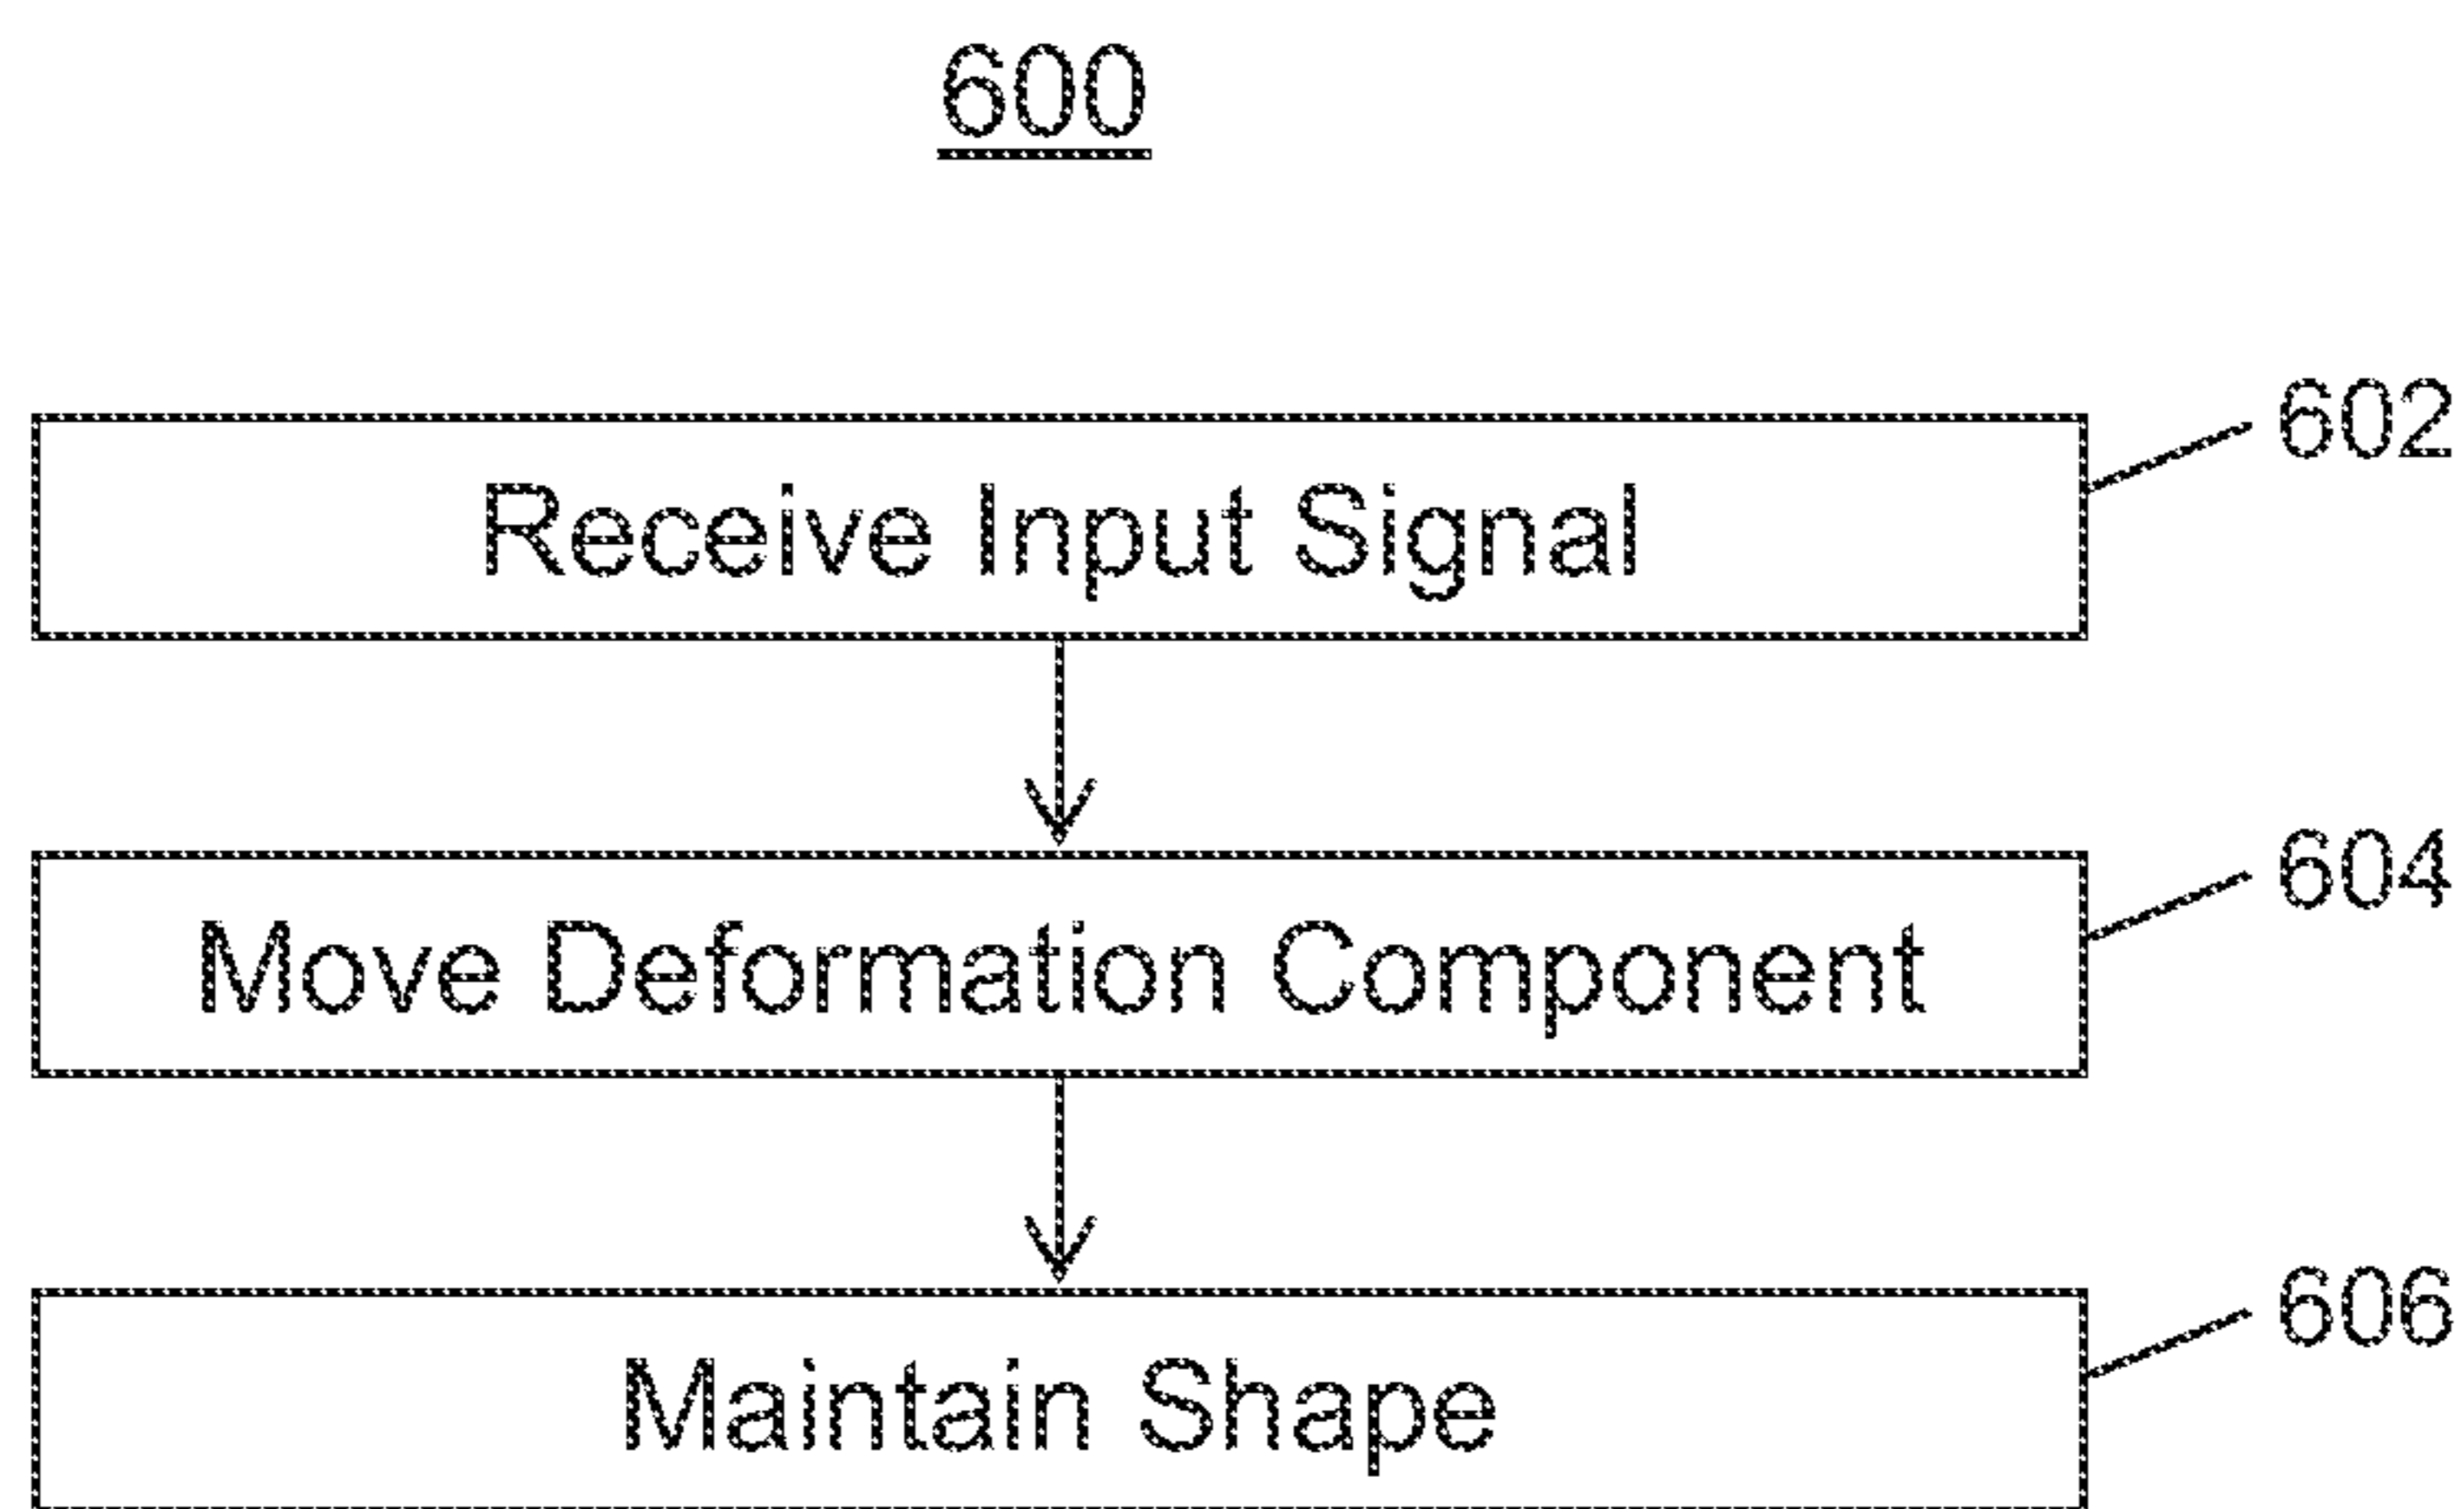 600
602
Receive Input Signal
604
Move Deformation Component
606
Maintain Shape